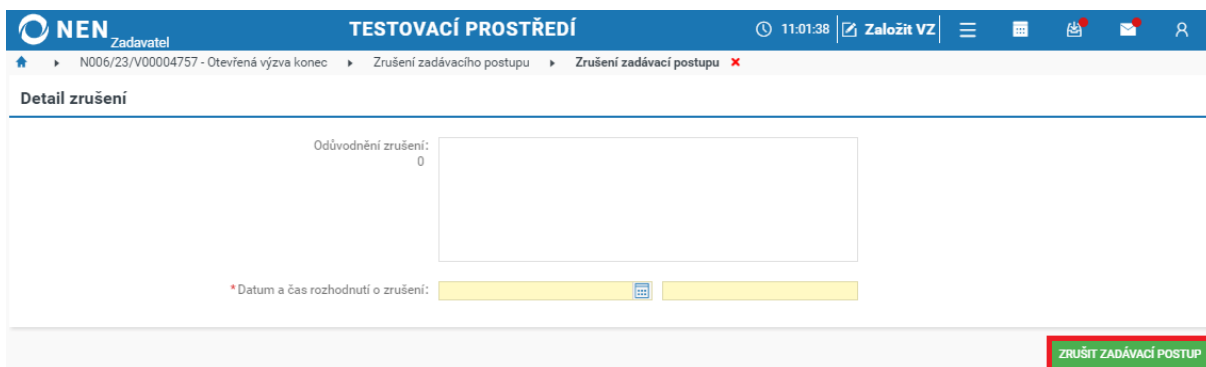 NEN Zadavatel TESTOVACÍ PROSTŘEDÍ 11:01:38 Založit VZ
N006/23/V00004757 - Otevřená výzva konec Zrušení zadávacího postupu Zrušení zadávací postupu
Detail zrušení
Odůvodnění zrušení:
0
* Datum a čas rozhodnutí o zrušení:
ZRUŠIT ZADÁVACÍ POSTUP